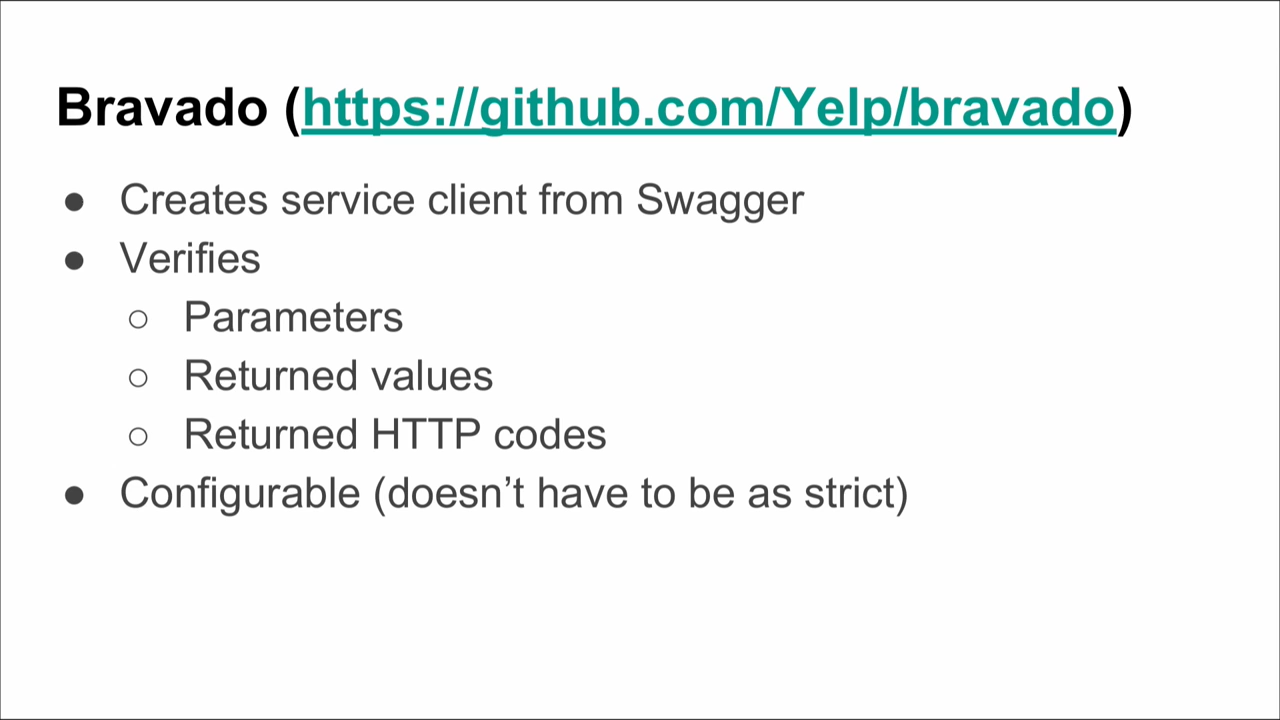 Bravado (https://github.com/Yelp/bravado)
● Creates service client from Swagger
● Verifies
○ Parameters
○ Returned values
○ Returned HTTP codes
● Configurable (doesn’t have to be as strict)